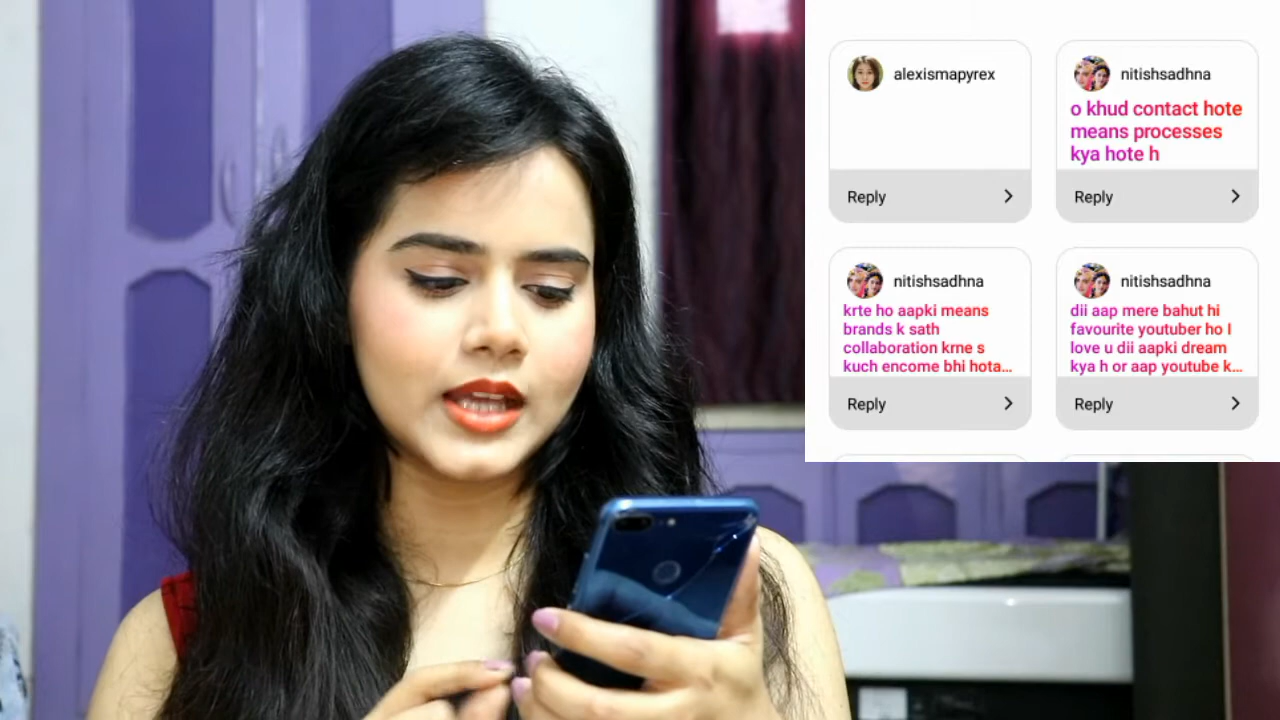 alexismapyrex
Reply
nitishsadhna
o khud contact hote
means processes
kya hote h
Reply
nitishsadhna
krte ho aapki means
brands k sath
collaboration krne s
kuch encome bhi hota...
Reply
nitishsadhna
dii aap mere bahut hi
favourite youtuber ho I
love u dii aapki dream
kya h or aap youtube k...
Reply